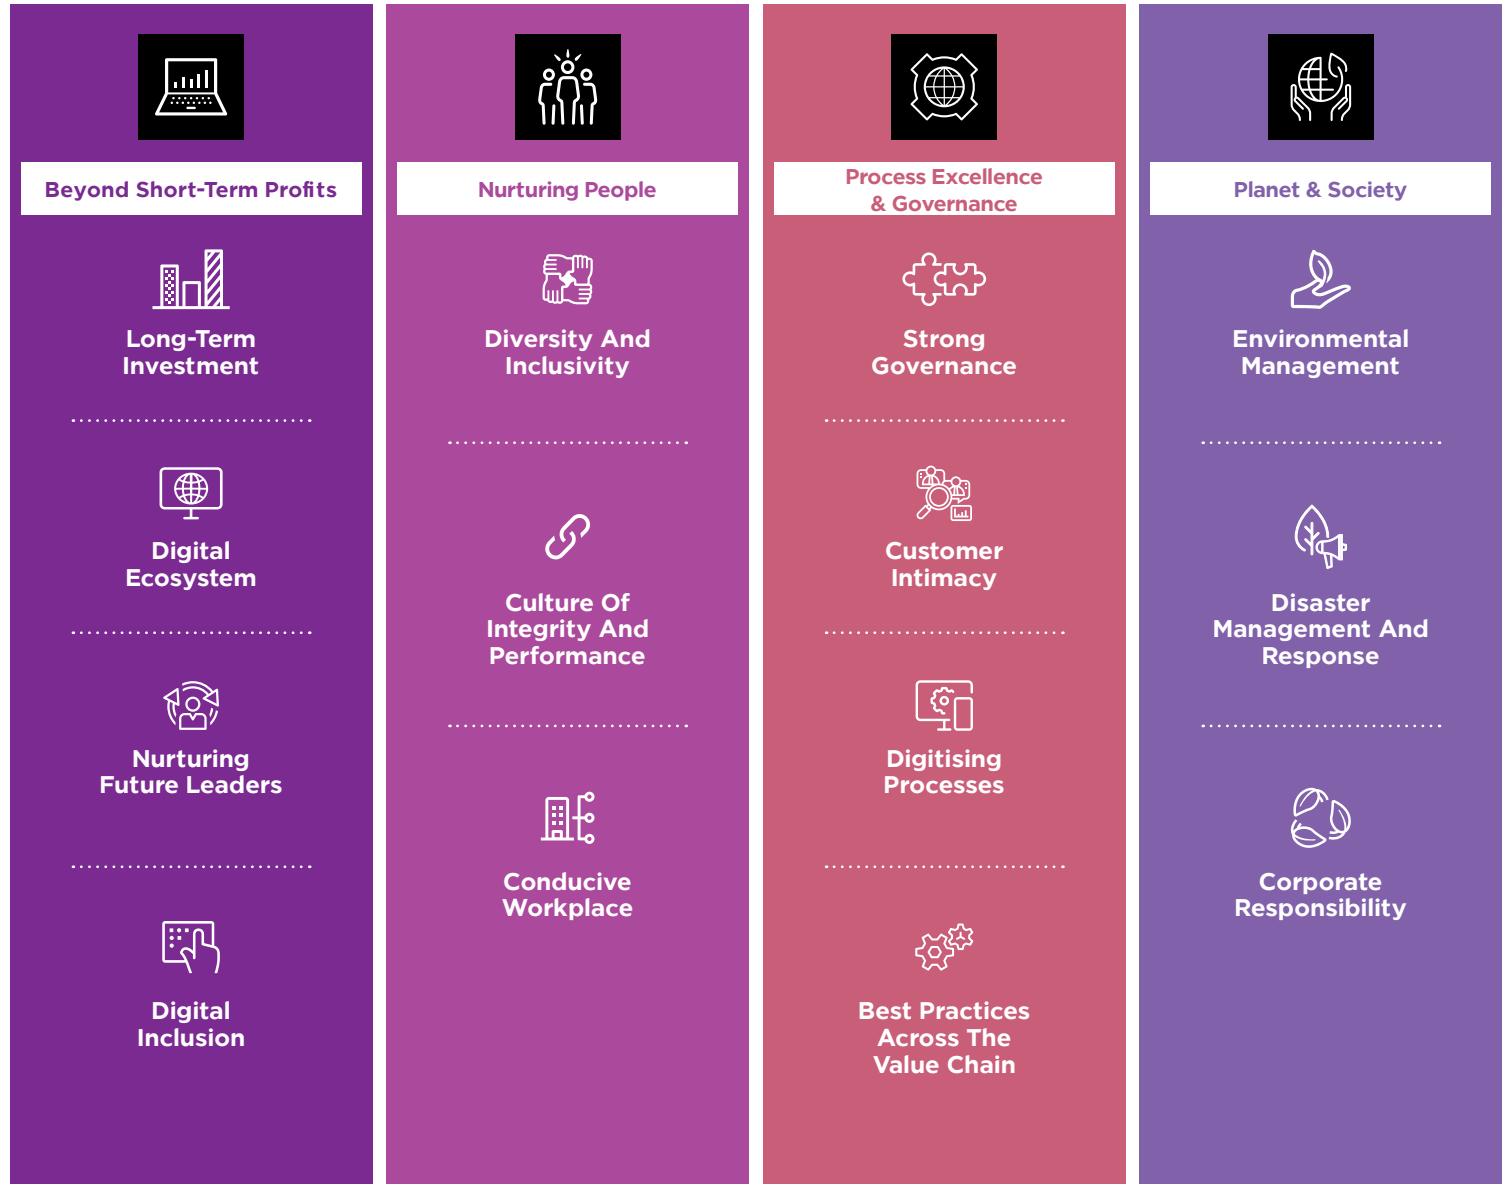 Beyond Short-Term Profits
Long-Term
Investment
Digital
Ecosystem
Nurturing
Future Leaders
Digital
Inclusion
Nurturing People
Diversity And
Inclusivity
Culture Of
Integrity And
Performance
Conducive
Workplace
Process Excellence
& Governance
Strong
Governance
Customer
Intimacy
Digitising
Processes
Best Practices
Across The
Value Chain
Planet & Society
Environmental
Management
Disaster
Management And
Response
Corporate
Responsibility